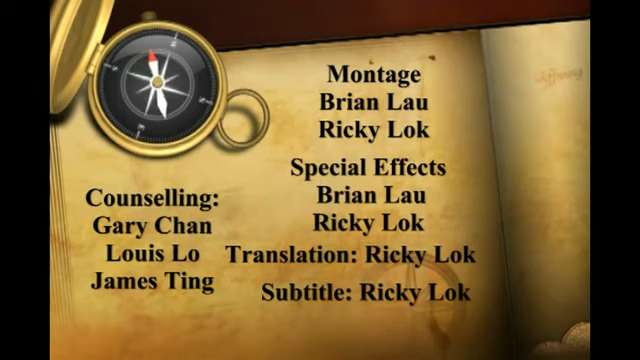 Montage
Brian Lau
Ricky Lok
Special Effects
Brian Lau
Ricky Lok
Counselling:
Gary Chan
Louis Lo
James Ting
Translation: Ricky Lok
Subtitle: Ricky Lok